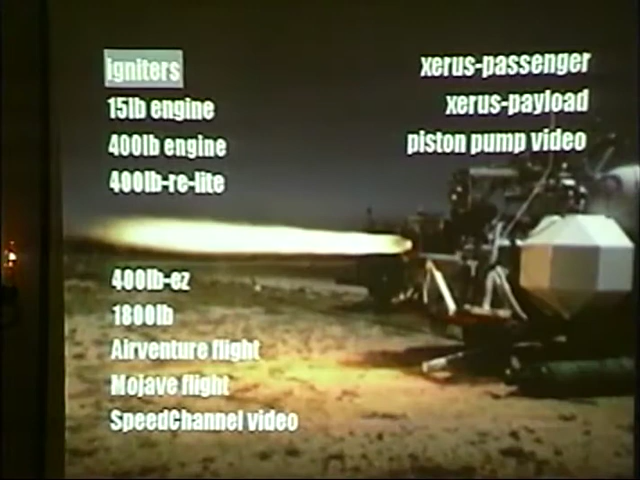 igniters
15lb engine
400lb engine
400lb-re-lite
400lb-ez
1800lb
Airventure flight
Mojave flight
SpeedChannel video
xerus-passenger
xerus-payload
piston pump video